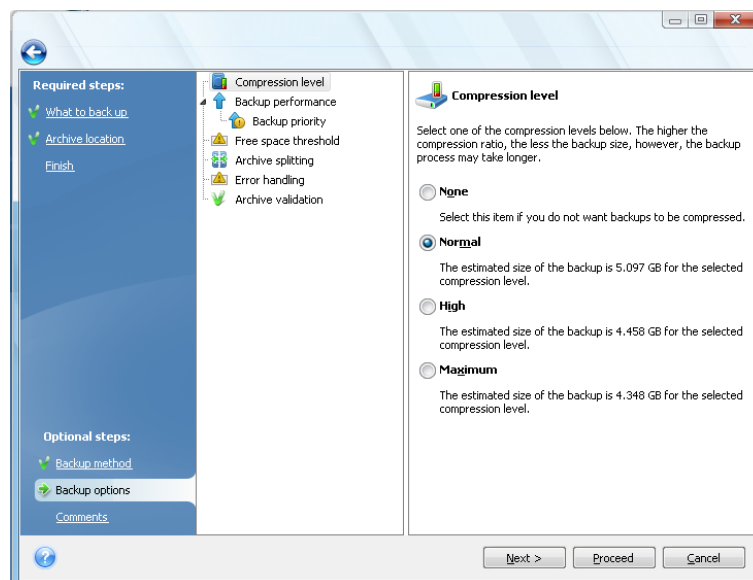 Required steps:
What to back up
Archive location
Finish
Optional steps:
Backup method
Backup options
Comments
Compression level
Backup performance
Backup priority
Free space threshold
Archive splitting
Error handling
Archive validation
Compression level
Select one of the compression levels below. The higher the
compression ratio, the less the backup size, however, the backup
process may take longer.
None
Select this item if you do not want backups to be compressed.
Normal
The estimated size of the backup is 5.097 GB for the selected
compression level.
High
The estimated size of the backup is 4.458 GB for the selected
compression level.
Maximum
The estimated size of the backup is 4.348 GB for the selected
compression level.
Next >
Proceed
Cancel